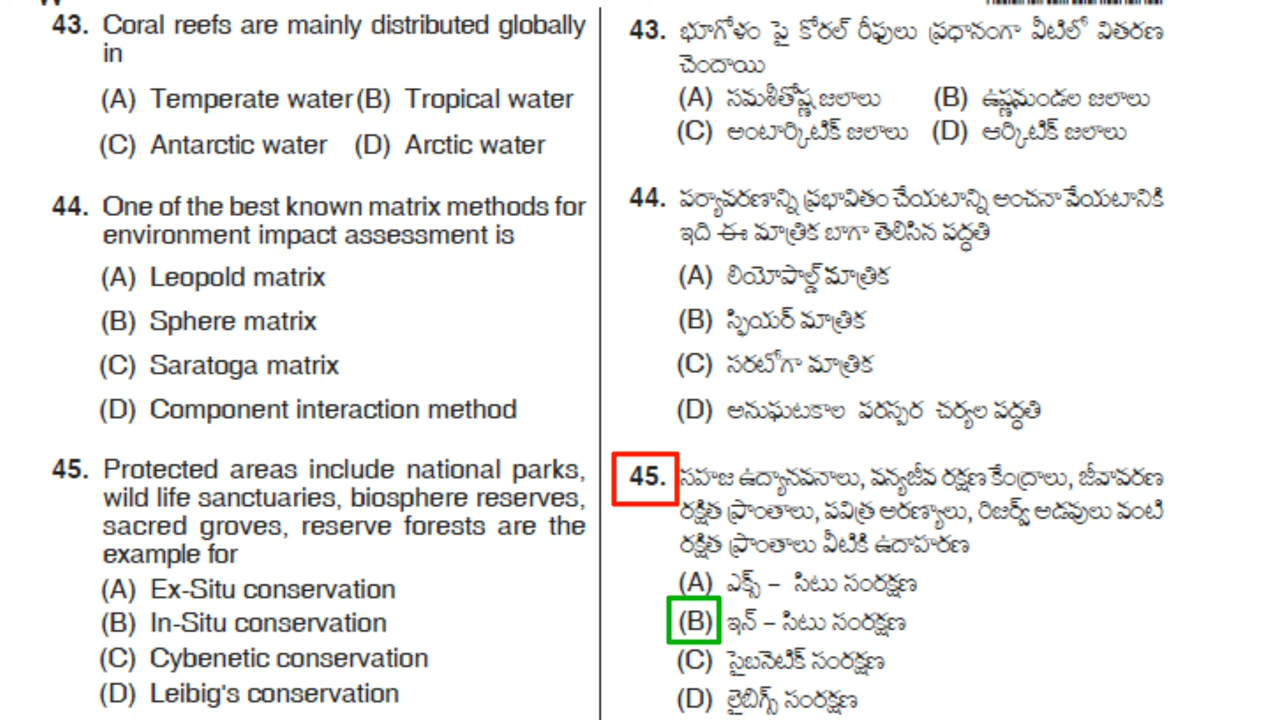 43. Coral reefs are mainly distributed globally
in
(A) Temperate water (B) Tropical water
(C) Antarctic water (D) Arctic water
44. One of the best known matrix methods for
environment impact assessment is
(A) Leopold matrix
(B) Sphere matrix
(C) Saratoga matrix
(D) Component interaction method
45. Protected areas include national parks,
wild life sanctuaries, biosphere reserves,
sacred groves, reserve forests are the
example for
(A) Ex-Situ conservation
(B) In-Situ conservation
(C) Cybenetic conservation
(D) Leibig's conservation
43. భూగోళం పై కోరల్ రీఫులు ప్రధానంగా వీటిలో వితరణ
చెందాయి
(A) సమశీతోష్ణ జలాలు (B) ఉష్ణమండల జలాలు
(C) అంటార్కిటిక్ జలాలు (D) ఆర్కిటిక్ జలాలు
44. పర్యావరణాన్ని ప్రభావితం చేయటాన్ని అంచనా వేయటానికి
ఇది ఈ మాత్రిక బాగా తెలిసిన పద్ధతి
(A) లియోపాల్డ్ మాత్రిక
(B) స్ఫియర్ మాత్రిక
(C) సరటోగా మాత్రిక
(D) అనుఘటకాల పరస్పర చర్యల పద్ధతి
45. సహజ ఉద్యానవనాలు, వన్యజీవ రక్షణ కేంద్రాలు, జీవావరణ
రక్షిత ప్రాంతాలు, పవిత్ర అరణ్యాలు, రిజర్వ్ అడవులు వంటి
రక్షిత ప్రాంతాలు వీటికి ఉదాహరణ
(A) ఎక్స్ – సిటు సంరక్షణ
(B) ఇన్ – సిటు సంరక్షణ
(C) సైబనెటిక్ సంరక్షణ
(D) లైబిగ్స్ సంరక్షణ